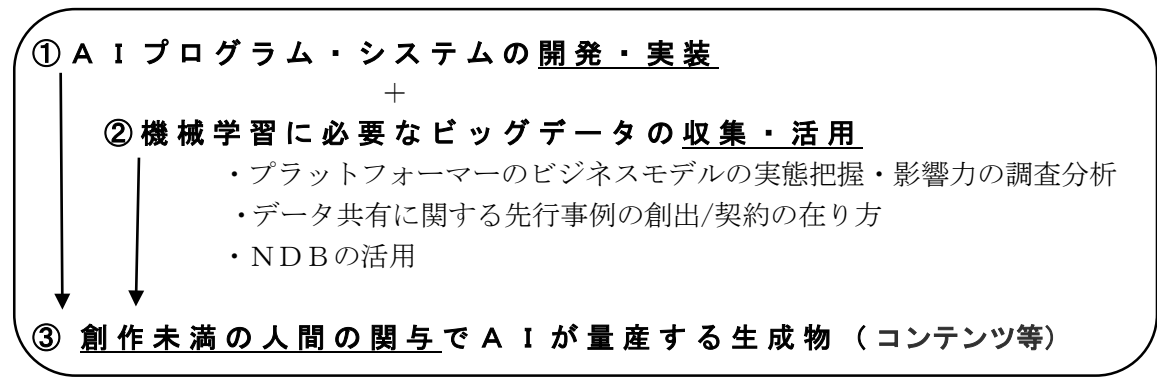 ①ＡＩプログラム・システムの開発・実装
＋
②機械学習に必要なビッグデータの収集・活用
・プラットフォーマーのビジネスモデルの実態把握・影響力の調査分析
・データ共有に関する先行事例の創出/契約の在り方
・ＮＤＢの活用
③ 創作未満の人間の関与でＡＩが量産する生成物（コンテンツ等）